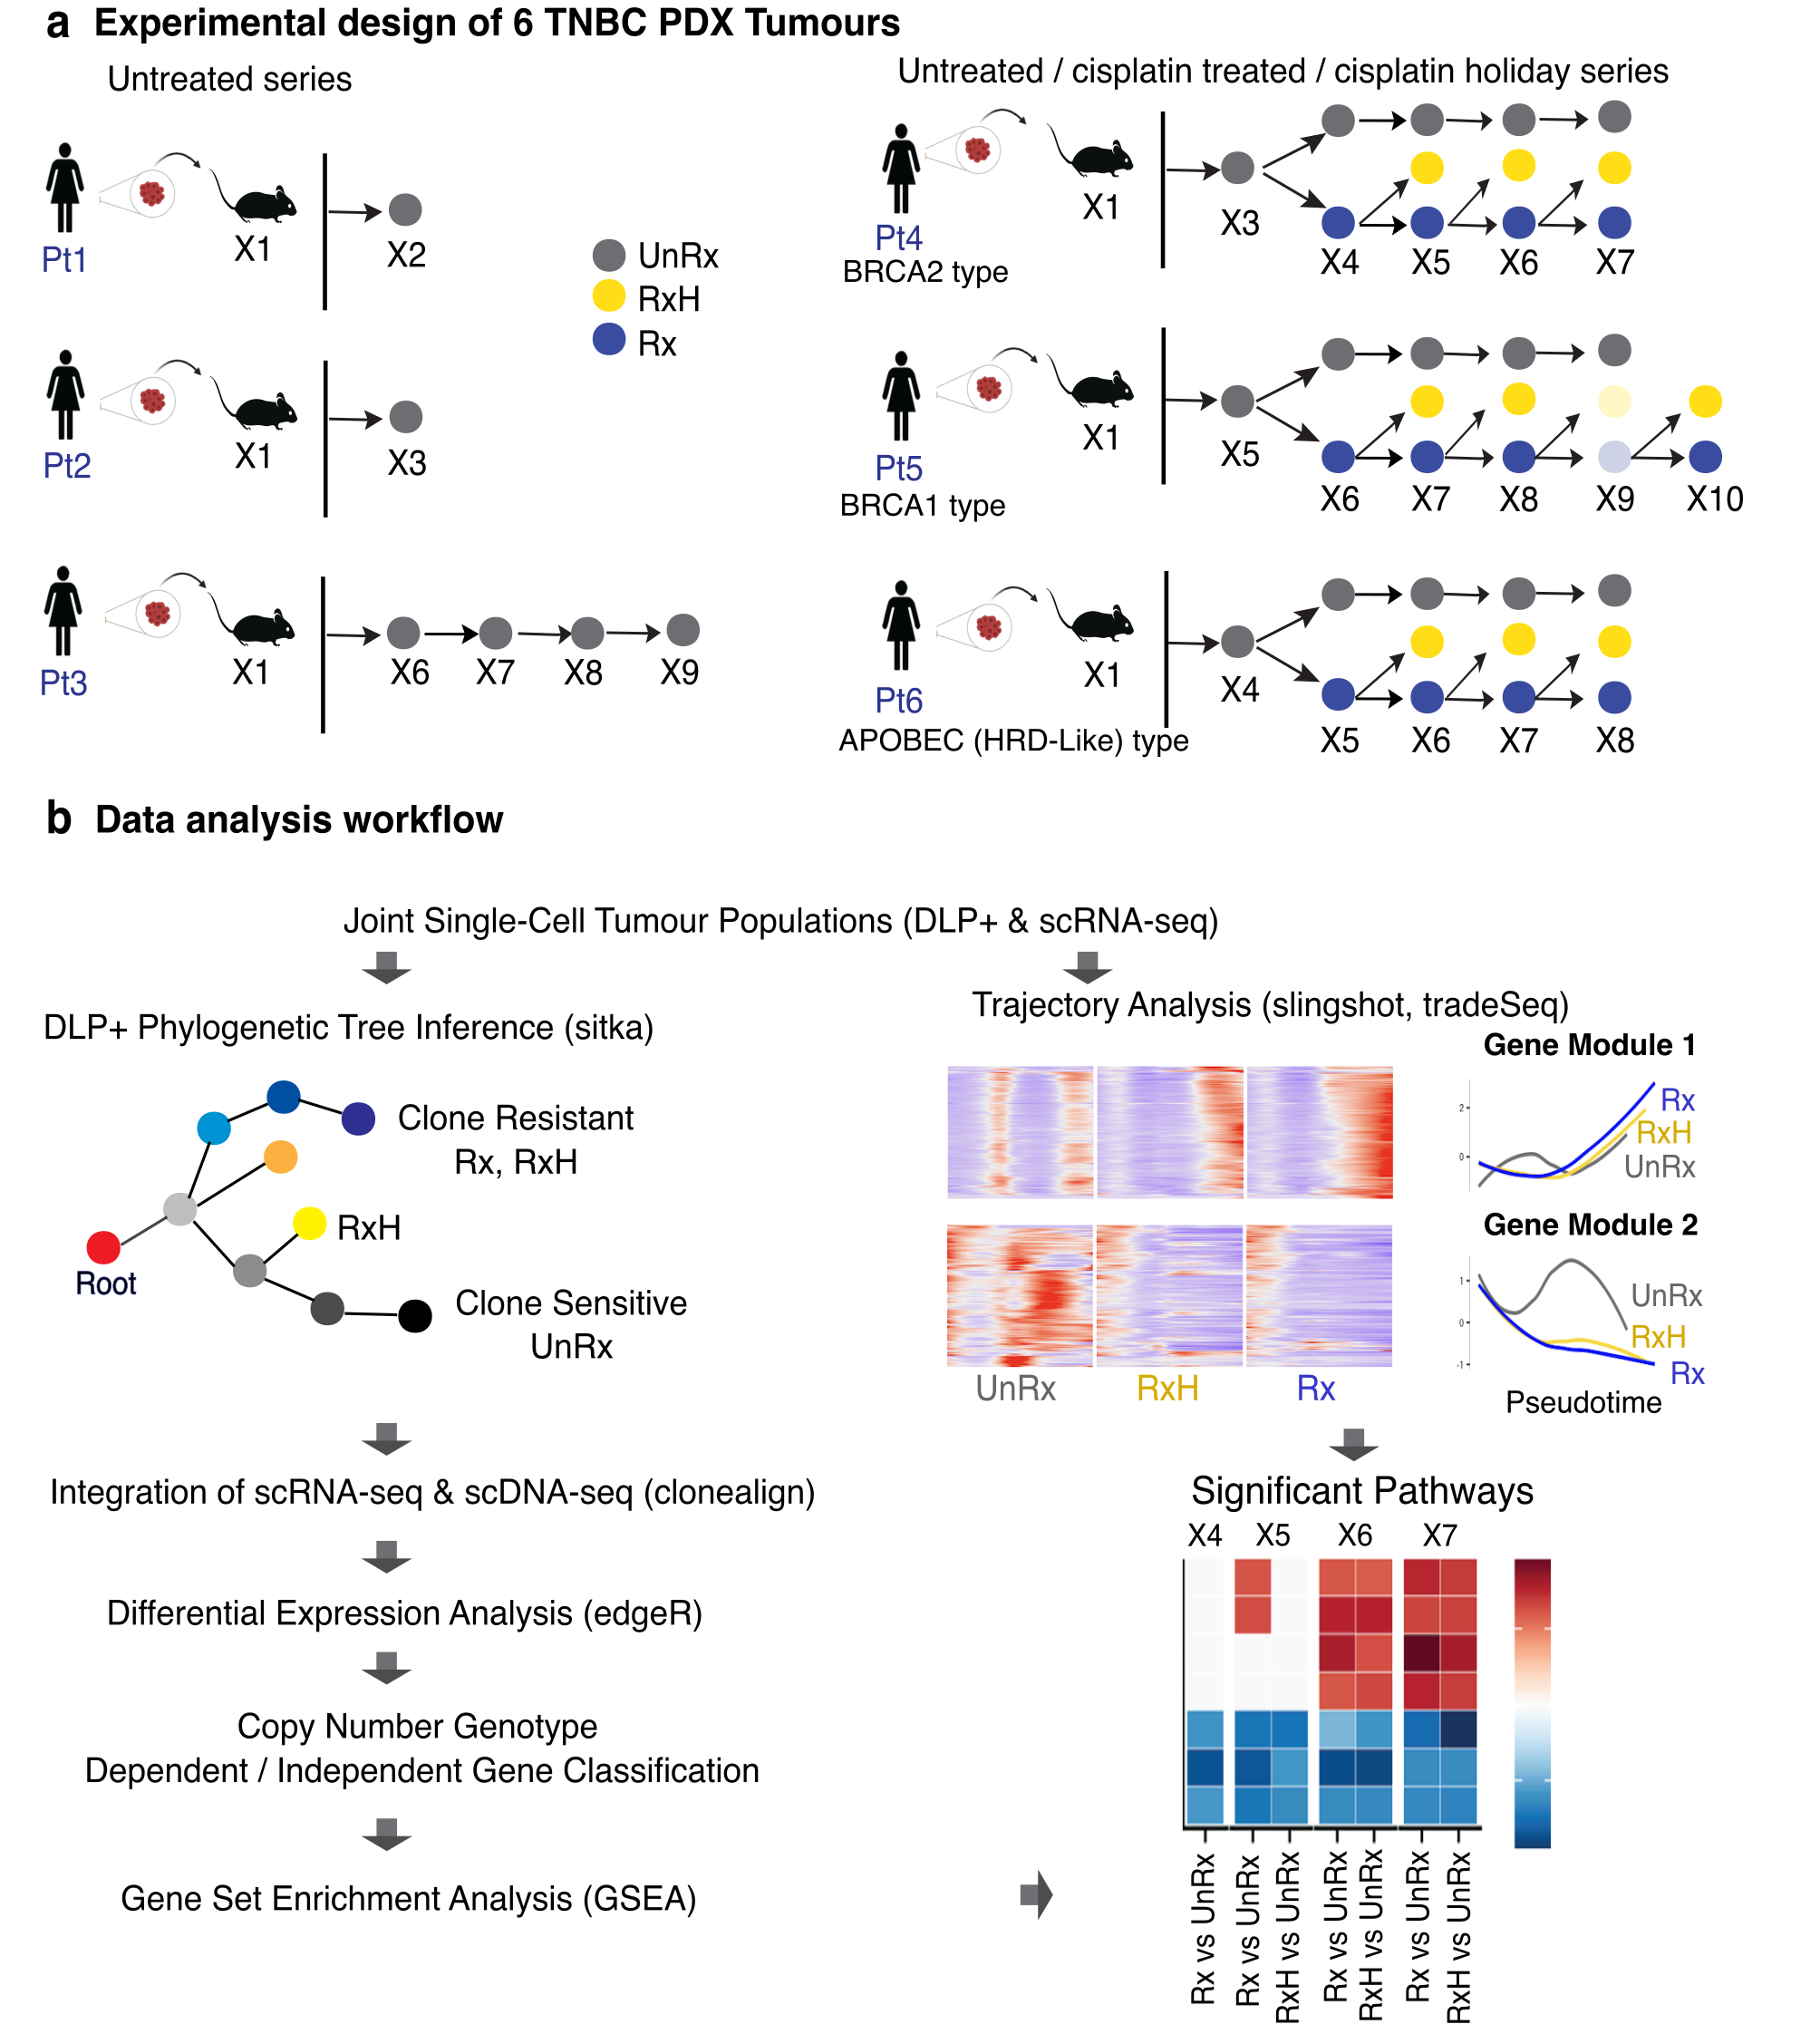 a Experimental design of 6 TNBC PDX Tumours
Untreated series
Pt1
X1
X2
Pt2
X1
X3
Pt3
X1
X6
X7
X8
X9
UnRx
RxH
Rx
Untreated / cisplatin treated / cisplatin holiday series
Pt4
BRCA2 type
X1
X3
X4
X5
X6
X7
Pt5
BRCA1 type
X1
X5
X6
X7
X8
X9
X10
Pt6
APOBEC (HRD-Like) type
X1
X4
X5
X6
X7
X8
b Data analysis workflow
Joint Single-Cell Tumour Populations (DLP+ & scRNA-seq)
DLP+ Phylogenetic Tree Inference (sitka)
Clone Resistant
Rx, RxH
RxH
Root
Clone Sensitive
UnRx
Integration of scRNA-seq & scDNA-seq (clonealign)
Differential Expression Analysis (edgeR)
Copy Number Genotype
Dependent / Independent Gene Classification
Gene Set Enrichment Analysis (GSEA)
Trajectory Analysis (slingshot, tradeSeq)
Gene Module 1
2
0
Rx
RxH
UnRx
Gene Module 2
1
0
-1
UnRx
RxH
Rx
Pseudotime
UnRx
RxH
Rx
Significant Pathways
X4
X5
X6
X7
Rx vs UnRx
Rx vs UnRx
RxH vs UnRx
Rx vs UnRx
RxH vs UnRx
Rx vs UnRx
RxH vs UnRx